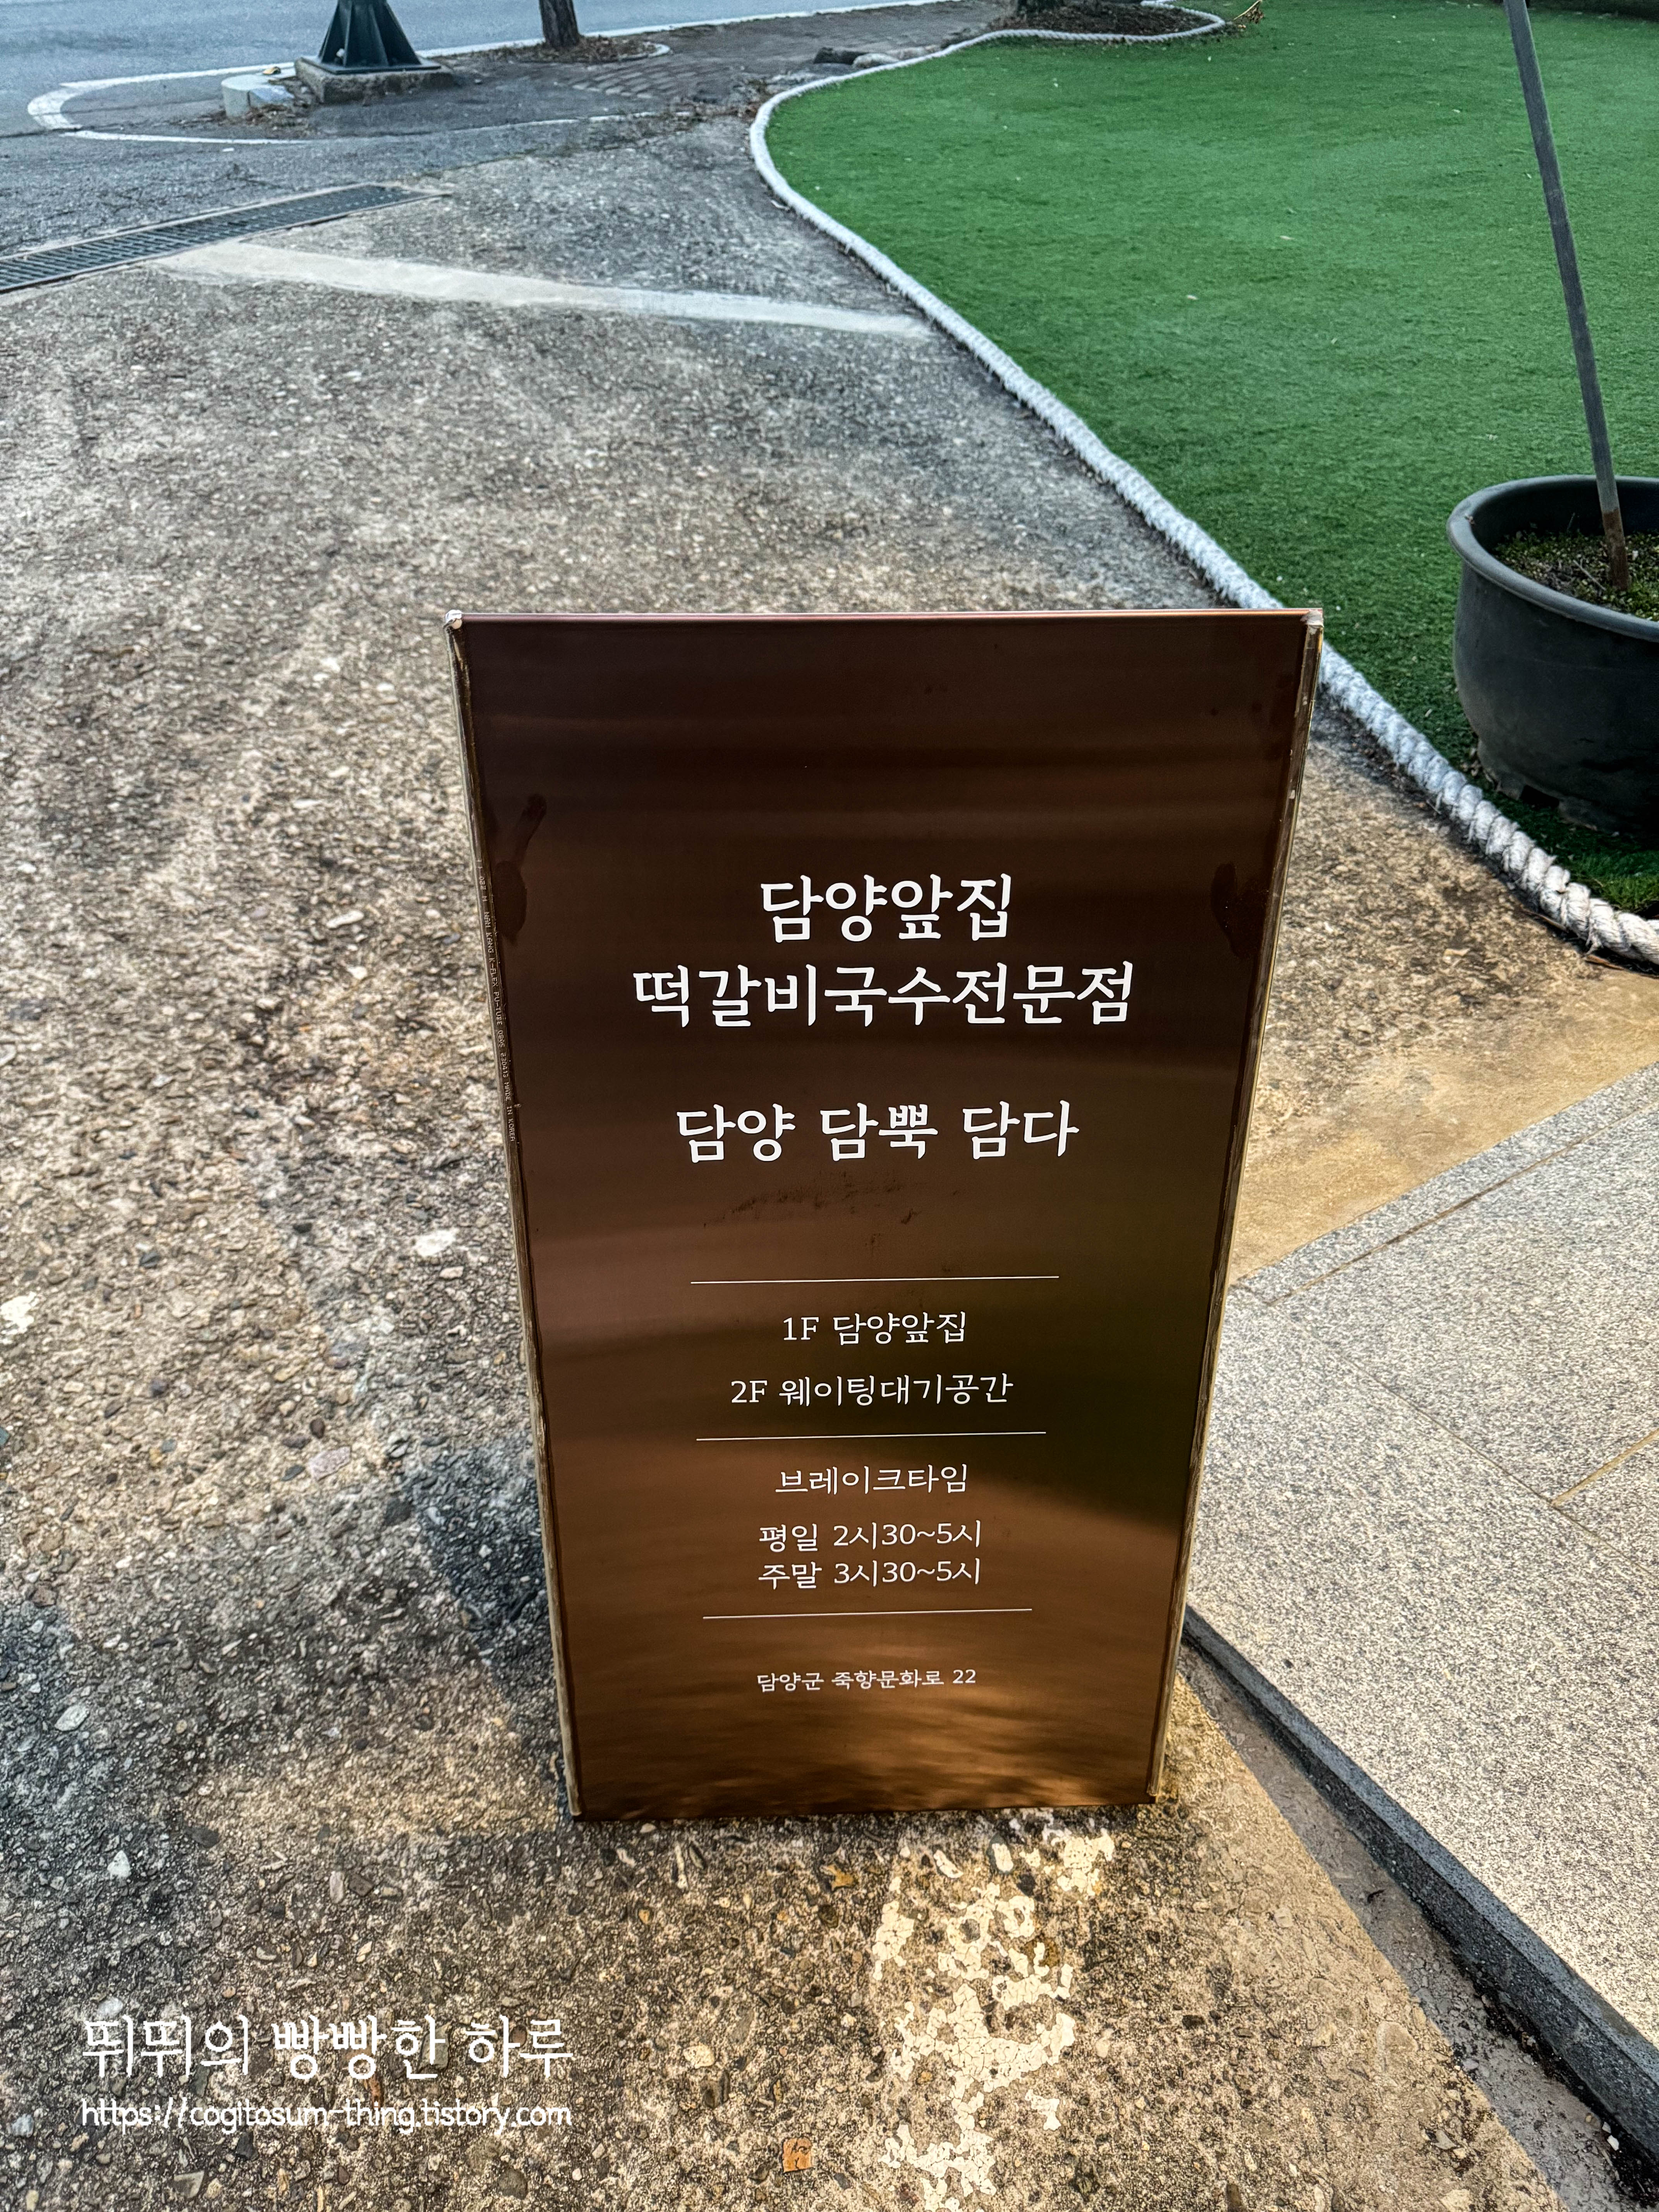 담양앞집
떡갈비국수전문점
담양 담뿍 담다
1F 담양앞집
2F 웨이팅대기공간
브레이크타임
평일 2시30~5시
주말 3시30~5시
담양군 죽향문화로 22
뛰뛰의 빵빵한 하루
https://cogitosum-thing.tistory.com